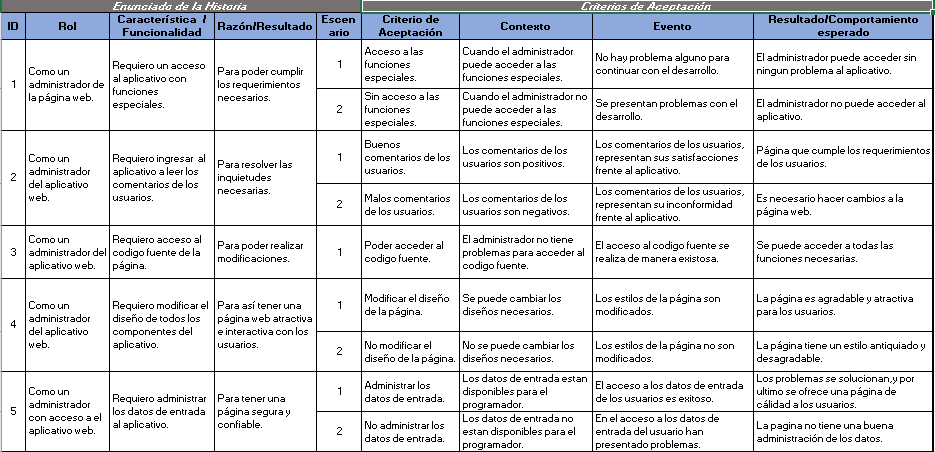 Enunciado de la Historia
Criterios de Aceptación
ID
Rol
Característica /
Funcionalidad
Razón/Resultado
Escen
ario
Criterio de
Aceptación
Contexto
Evento
Resultado/Comportamiento
esperado
1
Como un
administrador de
la página web.
Requiero un acceso
al aplicativo con
funciones
especiales.
Para poder cumplir
los requerimientos
necesarios.
1
Acceso a las
funciones
especiales.
Cuando el administrador
puede acceder a las
funciones especiales.
No hay problema alguno para
continuar con el desarrollo.
El administrador puede acceder sin
ningun problema al aplicativo.
2
Sin acceso a las
funciones
especiales.
Cuando el administrador no
puede acceder a las
funciones especiales.
Se presentan problemas con el
desarrollo.
El administrador no puede acceder al
aplicativo.
2
Como un
administrador
del aplicativo
web.
Requiero ingresar al
aplicativo a leer los
comentarios de los
usuarios.
Para resolver las
inquietudes
necesarias.
1
Buenos
comentarios de los
usuarios.
Los comentarios de los
usuarios son positivos.
Los comentarios de los usuarios,
representan sus satisfacciones
frente al aplicativo.
Página que cumple los requerimientos
de los usuarios.
2
Malos comentarios
de los usuarios.
Los comentarios de los
usuarios son negativos.
Los comentarios de los usuarios,
representan su inconformidad
frente al aplicativo.
Es necesario hacer cambios a la
página web.
3
Como un
administrador del
aplicativo web.
Requiero acceso al
codigo fuente de la
página.
Para poder realizar
modificaciones.
1
Poder acceder al
codigo fuente.
El administrador no tiene
problemas para acceder al
codigo fuente.
El acceso al codigo fuente se
realiza de manera existosa.
Se puede acceder a todas las
funciones necesarias.
4
Como un
administrador
del aplicativo
web.
Requiero modificar el
diseño de todos los
componentes del
aplicativo.
Para así tener una
página web atractiva
e interactiva con los
usuarios.
1
Modificar el diseño
de la página.
Se puede cambiar los
diseños necesarios.
Los estilos de la página son
modificados.
La página es agradable y atractiva
para los usuarios.
2
No modificar el
diseño de la página.
No se puede cambiar los
diseños necesarios.
Los estilos de la página no son
modificados.
La página tiene un estilo antiquiado y
desagradable.
5
Como un
administrador
con acceso a el
aplicativo web.
Requiero administrar
los datos de entrada
al aplicativo.
Para tener una
página segura y
confiable.
1
Administrar los
datos de entrada.
Los datos de entrada estan
disponibles para el
programador.
El acceso a los datos de entrada
de los usuarios es exitoso.
Los problemas se solucionan,y por
ultimo se ofrece una página de
cálidad a los usuarios.
2
No administrar los
datos de entrada.
Los datos de entrada no
estan disponibles para el
programador.
En el acceso a los datos de
entrada del usuario han
presentado problemas.
La pagina no tiene una buena
administración de los datos.